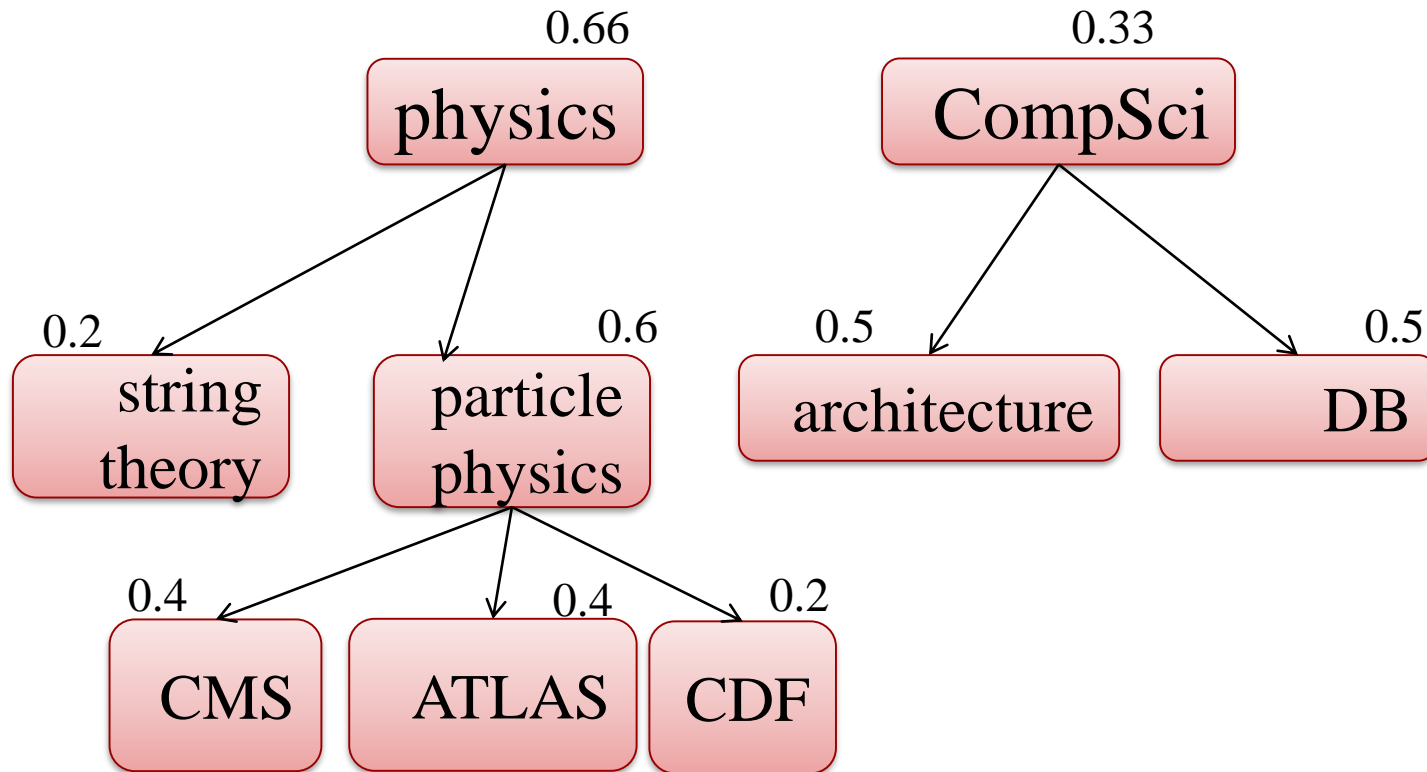 0.66
0.33
physics
CompSci
0.2
0.6
0.5
0.5
string
theory
particle
physics
architecture
DB
0.4
0.4
0.2
CMS
ATLAS
CDF